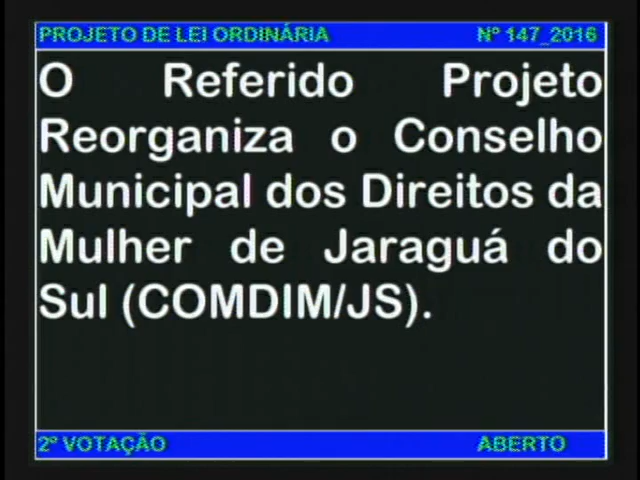 PROJETO DE LEI ORDINÁRIA Nº 147_2016
O Referido Projeto
Reorganiza o Conselho
Municipal dos Direitos da
Mulher de Jaraguá do
Sul (COMDIM/JS).
2º VOTAÇÃO ABERTO